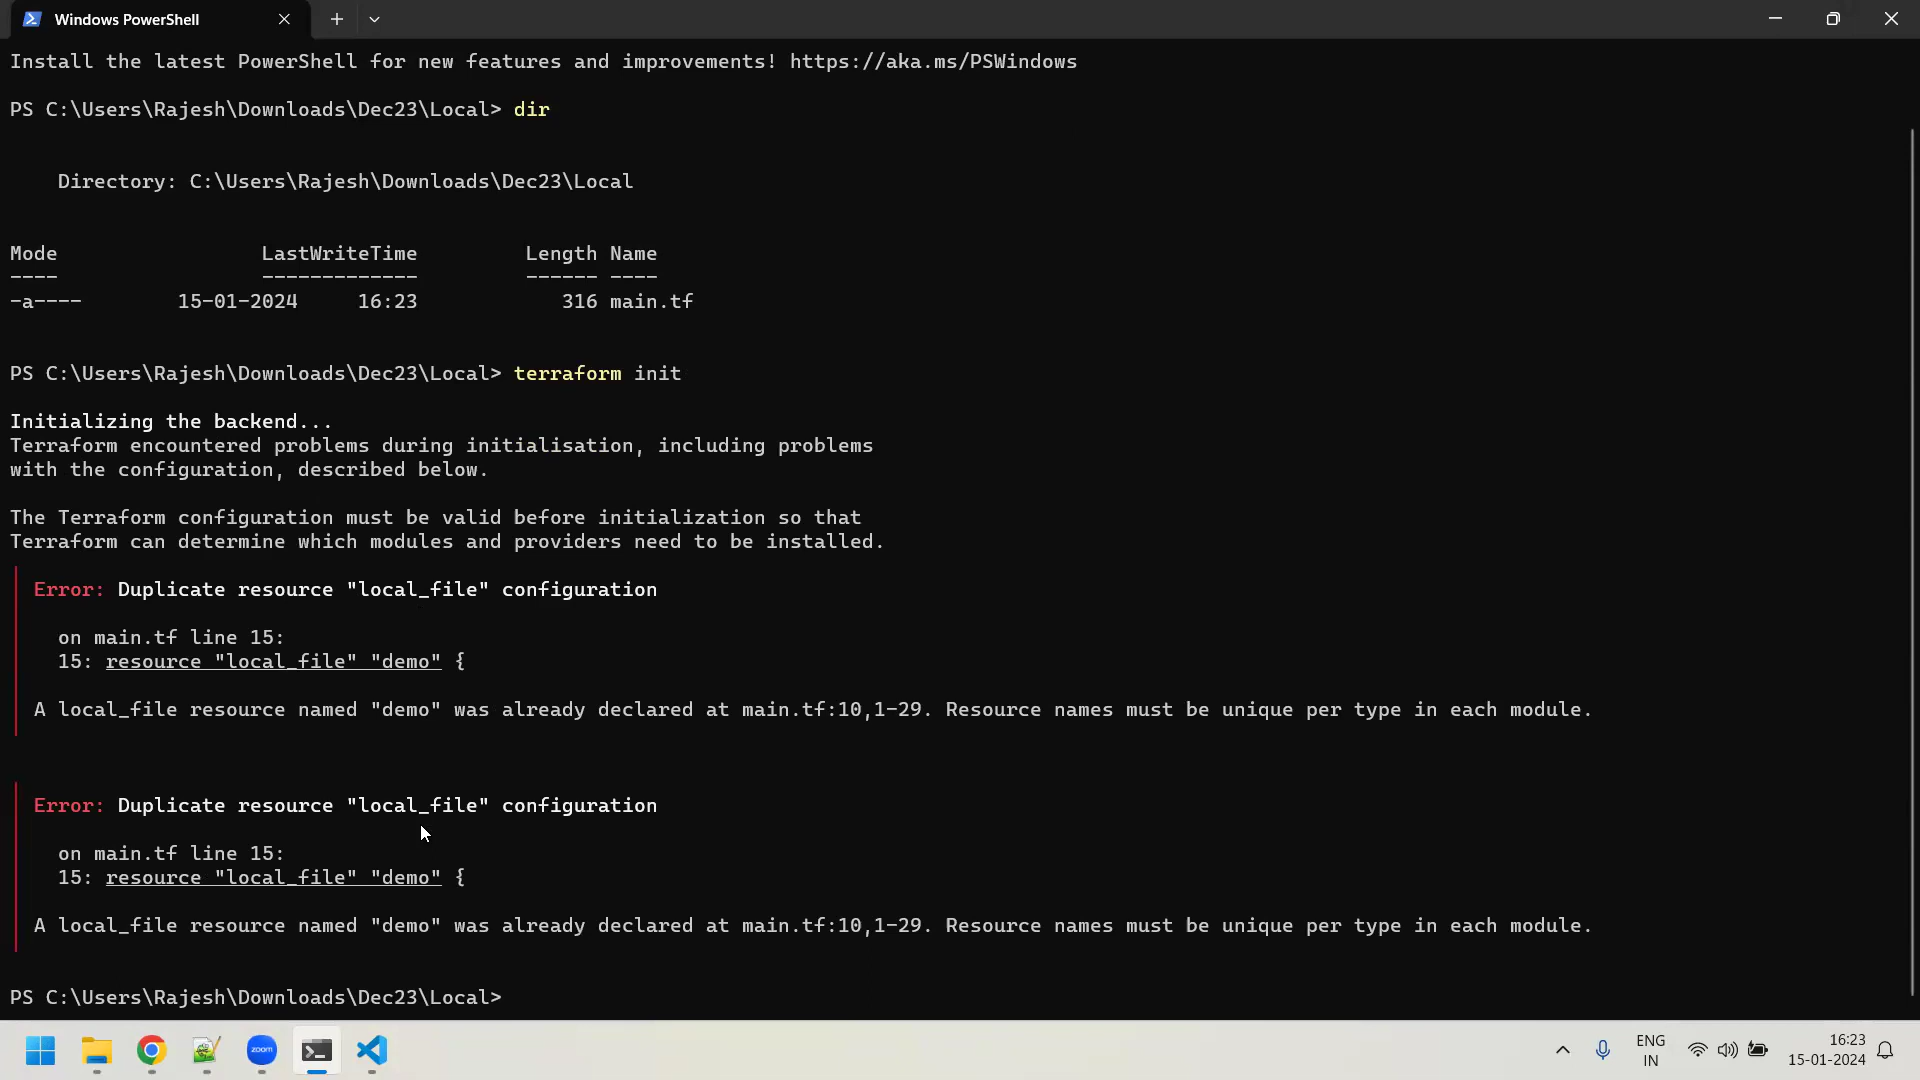 Windows PowerShell
Install the latest PowerShell for new features and improvements! https://aka.ms/PSWindows
PS C:\Users\Rajesh\Downloads\Dec23\Local> dir
Directory: C:\Users\Rajesh\Downloads\Dec23\Local
Mode LastWriteTime Length Name
---- ------------- ------ ----
-a---- 15-01-2024 16:23 316 main.tf
PS C:\Users\Rajesh\Downloads\Dec23\Local> terraform init
Initializing the backend...
Terraform encountered problems during initialisation, including problems
with the configuration, described below.
The Terraform configuration must be valid before initialization so that
Terraform can determine which modules and providers need to be installed.
Error: Duplicate resource "local_file" configuration
on main.tf line 15:
15: resource "local_file" "demo" {
A local_file resource named "demo" was already declared at main.tf:10,1-29. Resource names must be unique per type in each module.
Error: Duplicate resource "local_file" configuration
on main.tf line 15:
15: resource "local_file" "demo" {
A local_file resource named "demo" was already declared at main.tf:10,1-29. Resource names must be unique per type in each module.
PS C:\Users\Rajesh\Downloads\Dec23\Local>
zoom
ENG
IN
16:23
15-01-2024